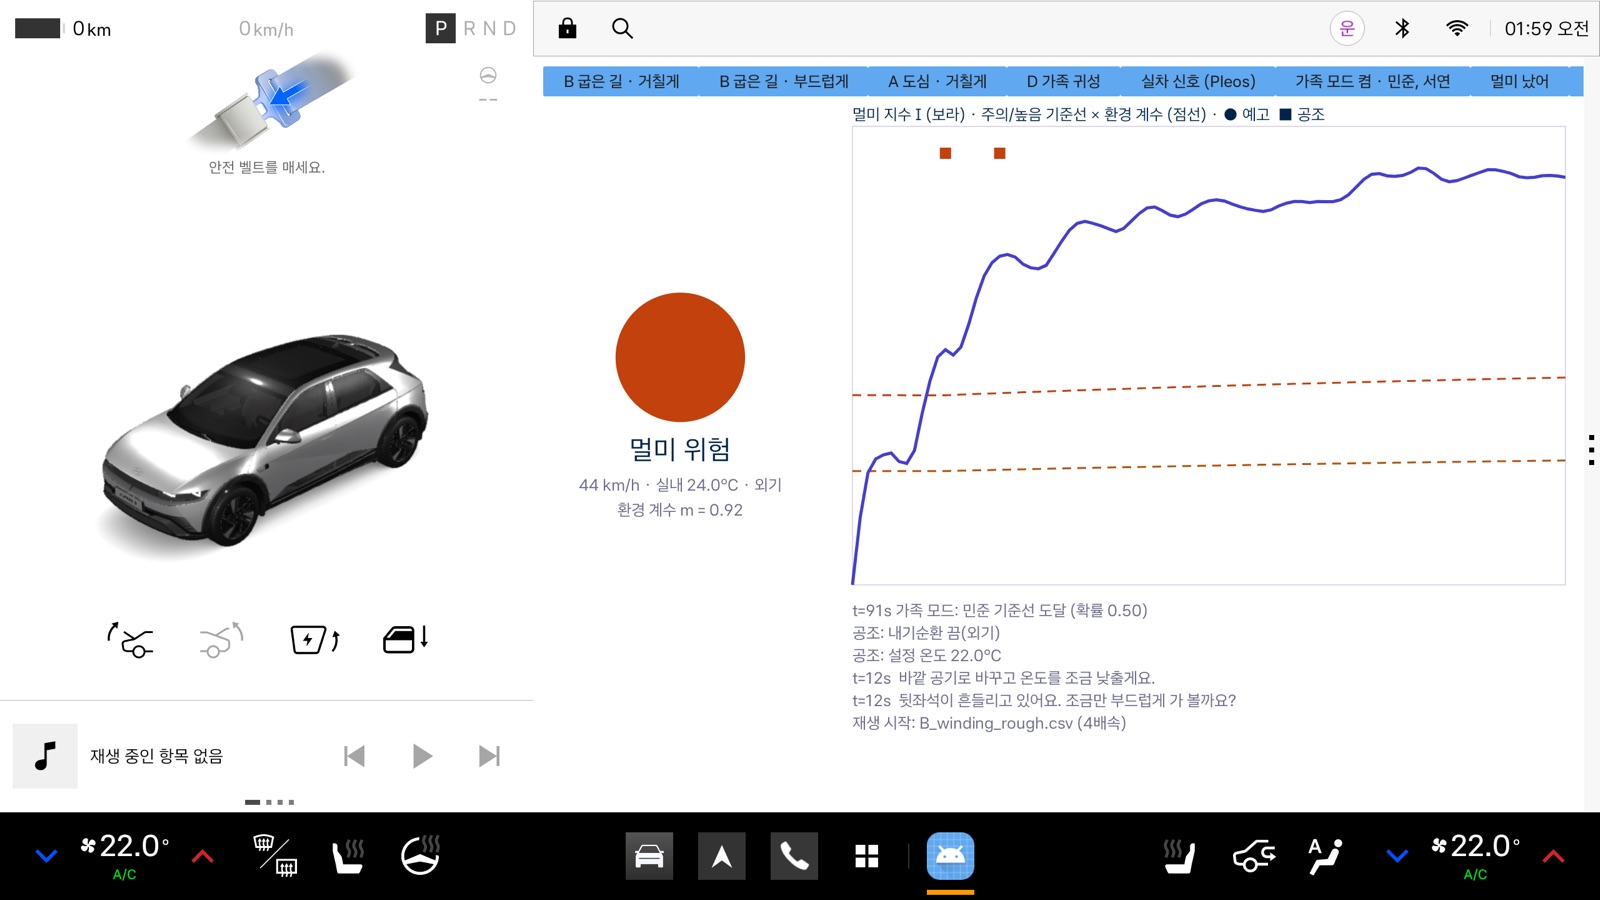 0 km
0 km/h
P R N D
--
안전 벨트를 매세요.
재생 중인 항목 없음
운
01:59 오전
B 굽은 길 · 거칠게
B 굽은 길 · 부드럽게
A 도심 · 거칠게
D 가족 귀성
실차 신호 (Pleos)
가족 모드 켬 · 민준, 서연
멀미 났어
멀미 지수 I (보라) · 주의/높음 기준선 × 환경 계수 (점선) · ● 예고 ■ 공조
멀미 위험
44 km/h · 실내 24.0°C · 외기
환경 계수 m = 0.92
t=91s 가족 모드: 민준 기준선 도달 (확률 0.50)
공조: 내기순환 끔(외기)
공조: 설정 온도 22.0°C
t=12s 바깥 공기로 바꾸고 온도를 조금 낮출게요.
t=12s 뒷좌석이 흔들리고 있어요. 조금만 부드럽게 가 볼까요?
재생 시작: B_winding_rough.csv (4배속)
22.0°
A/C
A
22.0°
A/C